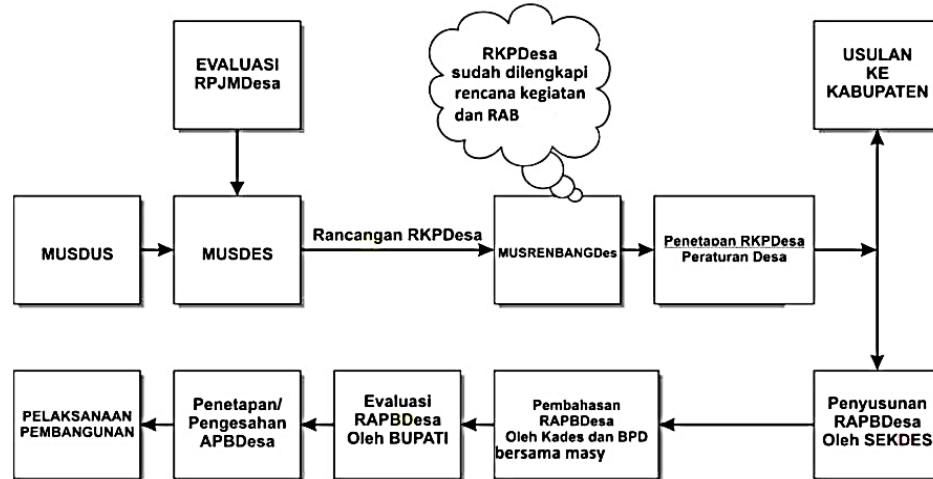 EVALUASI
RPJMDesa
RKPDesa
sudah dilengkapi
rencana kegiatan
dan RAB
USULAN
KE
KABUPATEN
MUSDUS
MUSDES
Rancangan RKPDesa
MUSRENBANGDes
Penetapan RKPDesa
Peraturan Desa
PELAKSANAAN
PEMBANGUNAN
Penetapan/
Pengesahan
APBDesa
Evaluasi
RAPBDesa
Oleh BUPATI
Pembahasan
RAPBDesa
Oleh Kades dan BPD
bersama masy
Penyusunan
RAPBDesa
Oleh SEKDES